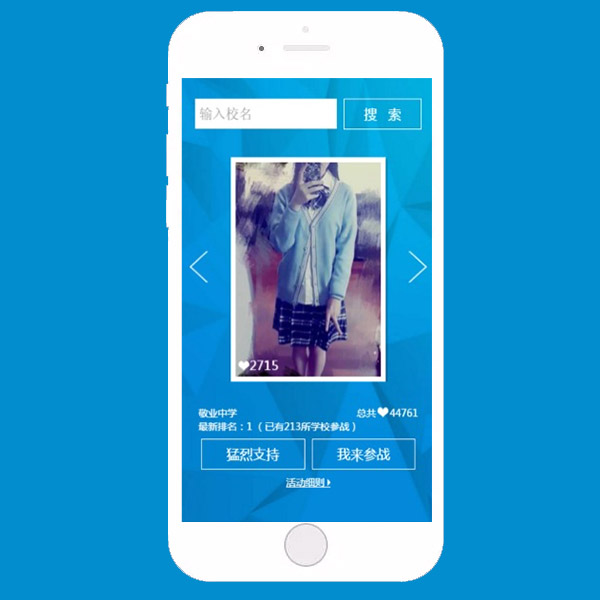 输入校名
搜 索
♥2715
敬业中学
总共♥44761
最新排名：1（已有213所学校参战）
猛烈支持
我来参战
活动细则